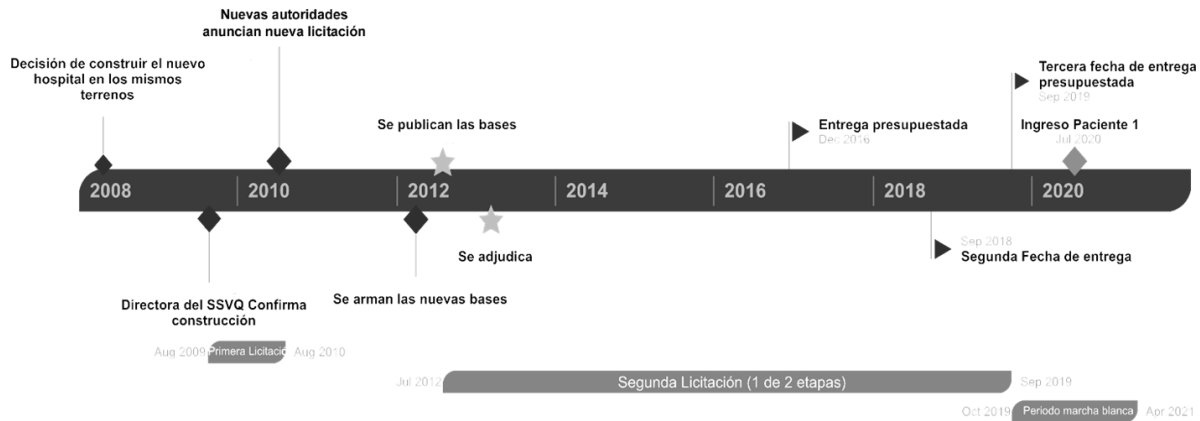 Nuevas autoridades
anuncian nueva licitación
Decisión de construir el nuevo
hospital en los mismos
terrenos
Se publican las bases
Entrega presupuestada
Dec 2016
Tercera fecha de entrega
presupuestada
Sep 2019
Ingreso Paciente 1
Jul 2020
2008
2010
2012
2014
2016
2018
2020
Sep 2018
Segunda Fecha de entrega
Se adjudica
Se arman las nuevas bases
Directora del SSVQ Confirma
construcción
Aug 2009
Primera Licitació
Aug 2010
Jul 2012
Segunda Licitación (1 de 2 etapas)
Sep 2019
Oct 2019
Periodo marcha blanca
Apr 2021